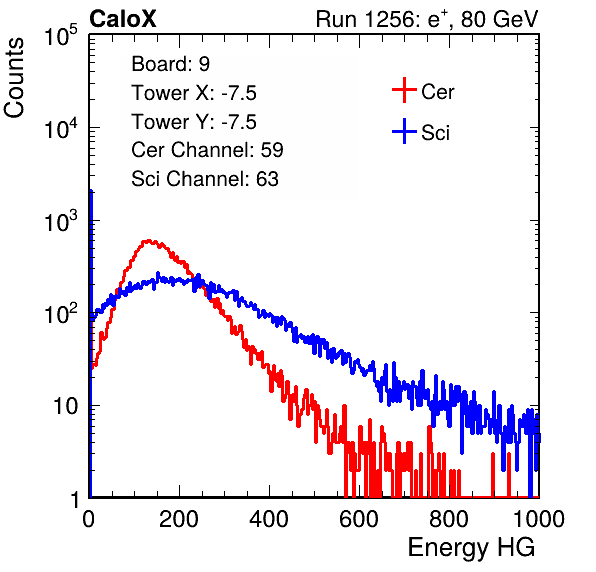 CaloX Run 1256: e⁺, 80 GeV
Counts
Board: 9
Tower X: -7.5
Tower Y: -7.5
Cer Channel: 59
Sci Channel: 63
Cer
Sci
10⁵
10⁴
10³
10²
10
1
0 200 400 600 800 1000
Energy HG